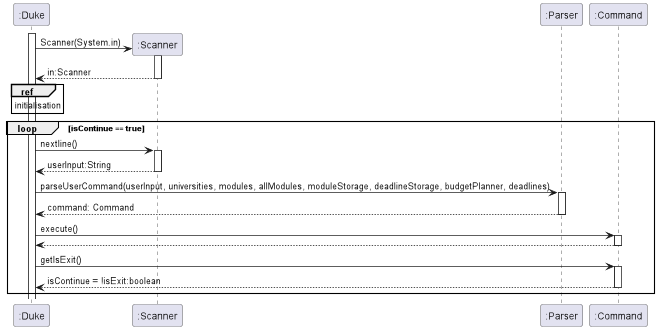 :Duke :Parser :Command
Scanner(System.in) :Scanner
in:Scanner
ref
initialisation
loop [isContinue == true]
nextline()
userInput:String
parseUserCommand(userInput, universities, modules, allModules, moduleStorage, deadlineStorage, budgetPlanner, deadlines)
command: Command
execute()
getIsExit()
isContinue = !isExit:boolean
:Duke :Scanner :Parser :Command